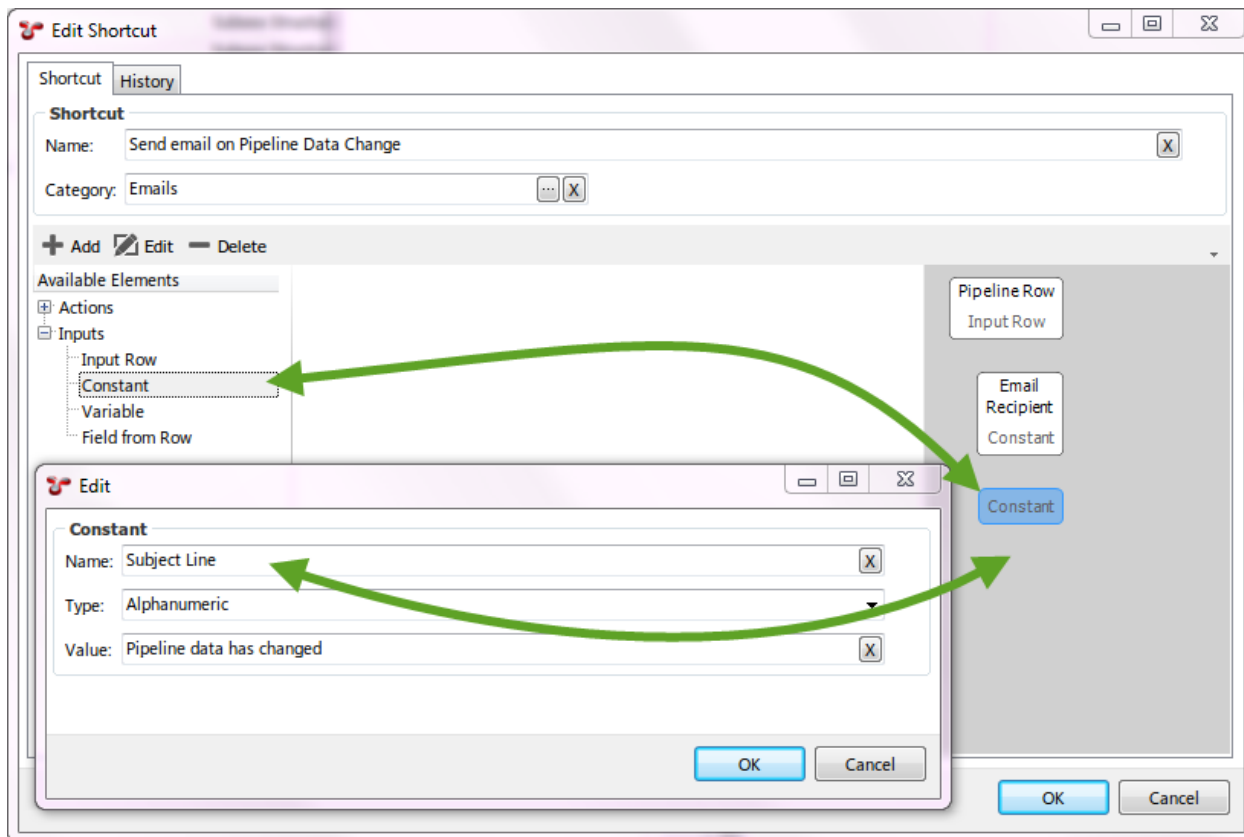 Edit Shortcut
Shortcut
History
Shortcut
Name: Send email on Pipeline Data Change X
Category: Emails ... X
Add Edit Delete
Available Elements
Actions
Inputs
Input Row
Constant
Variable
Field from Row
Pipeline Row
Input Row
Email
Recipient
Constant
Constant
Edit
Constant
Name: Subject Line X
Type: Alphanumeric
Value: Pipeline data has changed X
OK Cancel
OK Cancel